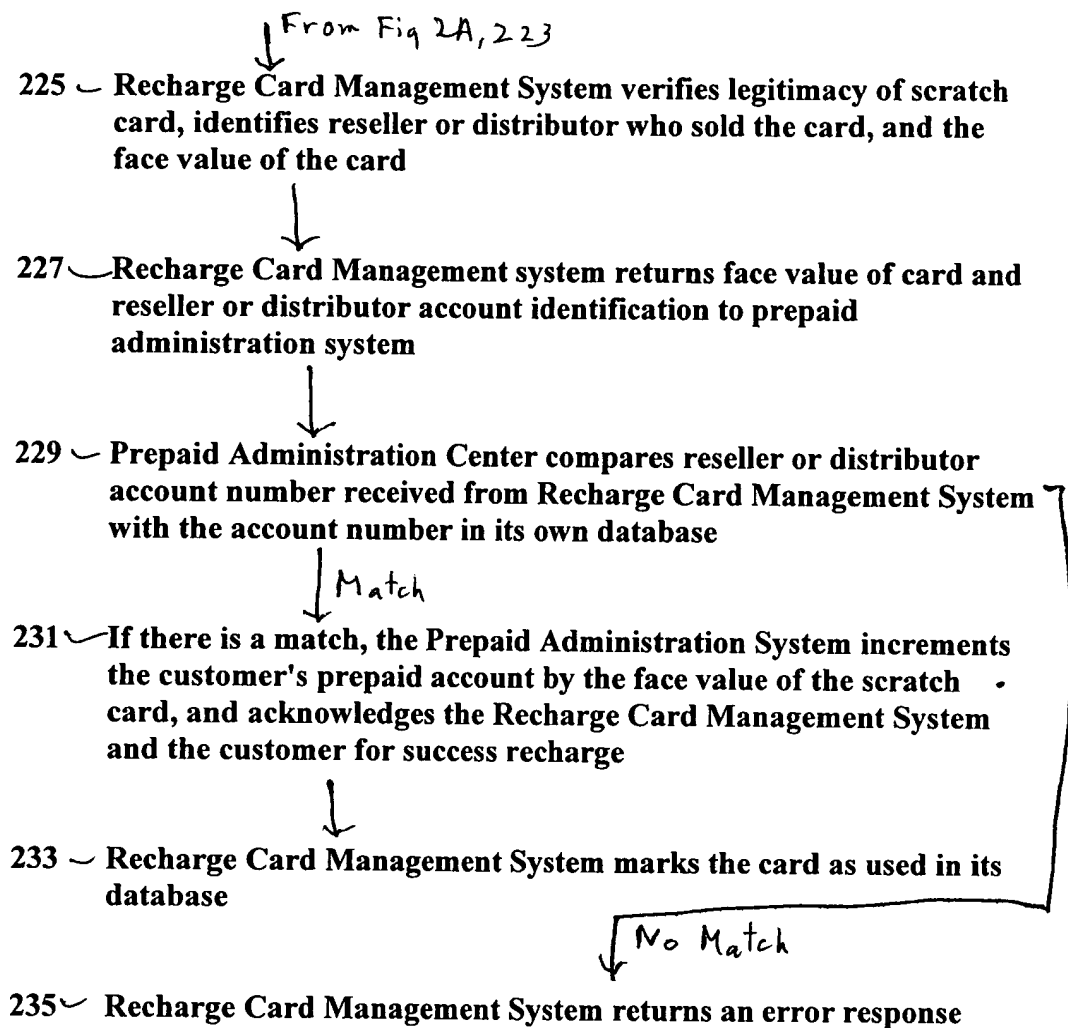 From Fig 2A, 223
225 Recharge Card Management System verifies legitimacy of scratch
card, identifies reseller or distributor who sold the card, and the
face value of the card
227 Recharge Card Management system returns face value of card and
reseller or distributor account identification to prepaid
administration system
229 Prepaid Administration Center compares reseller or distributor
account number received from Recharge Card Management System
with the account number in its own database
Match
231 If there is a match, the Prepaid Administration System increments
the customer's prepaid account by the face value of the scratch
card, and acknowledges the Recharge Card Management System
and the customer for success recharge
233 Recharge Card Management System marks the card as used in its
database
No Match
235 Recharge Card Management System returns an error response